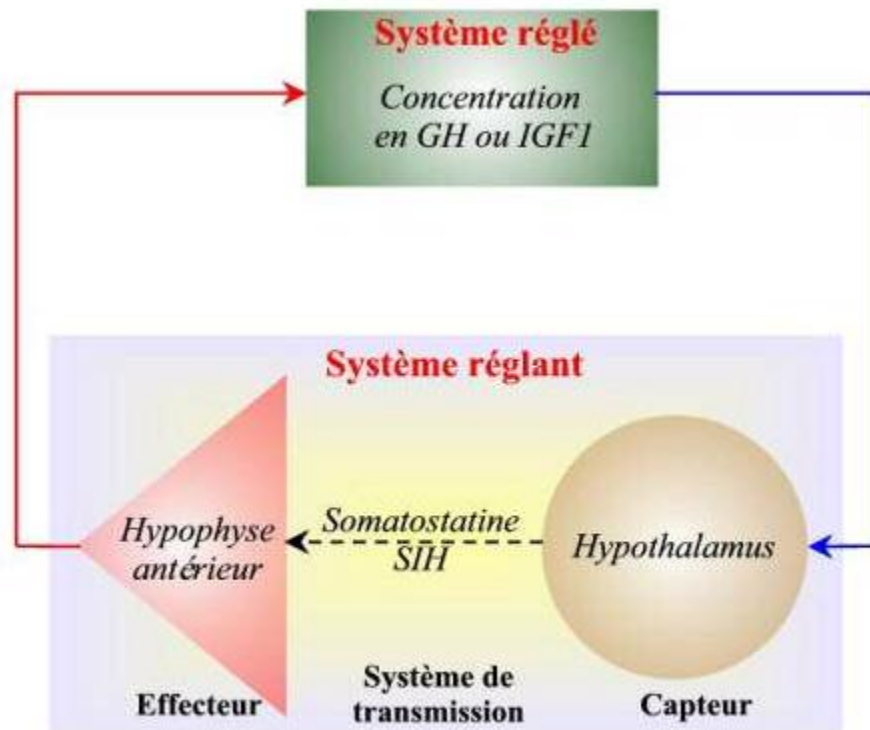 Système réglé
Concentration
en GH ou IGF1
Système réglant
Hypophyse
antérieur
Somatostatine
SIH
Hypothalamus
Effecteur
Système de
transmission
Capteur